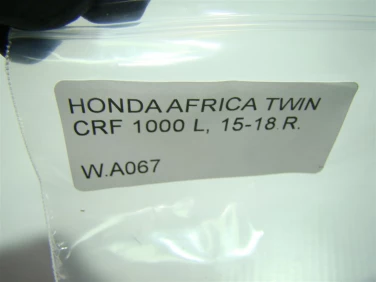 HONDA AFRICA TWIN
CRF 1000 L, 15-18 R.
W.A067